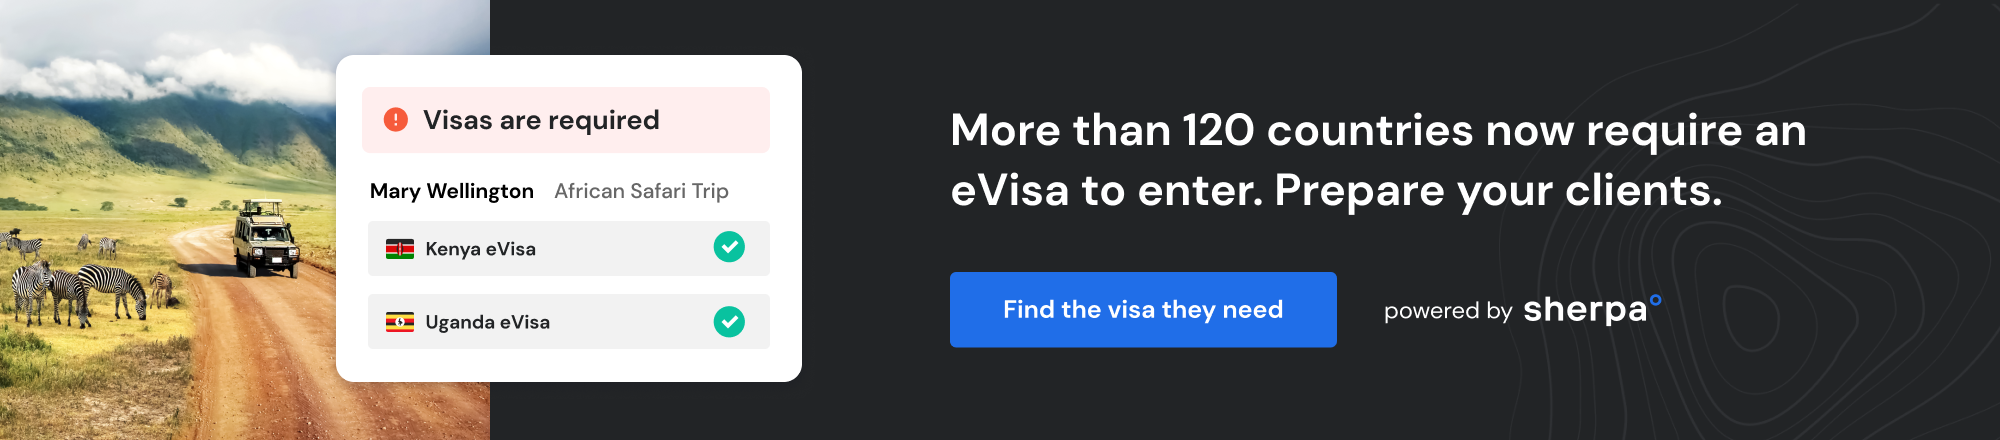 Visas are required
Mary Wellington African Safari Trip
Kenya eVisa
Uganda eVisa
More than 120 countries now require an
eVisa to enter. Prepare your clients.
Find the visa they need
powered by sherpa°